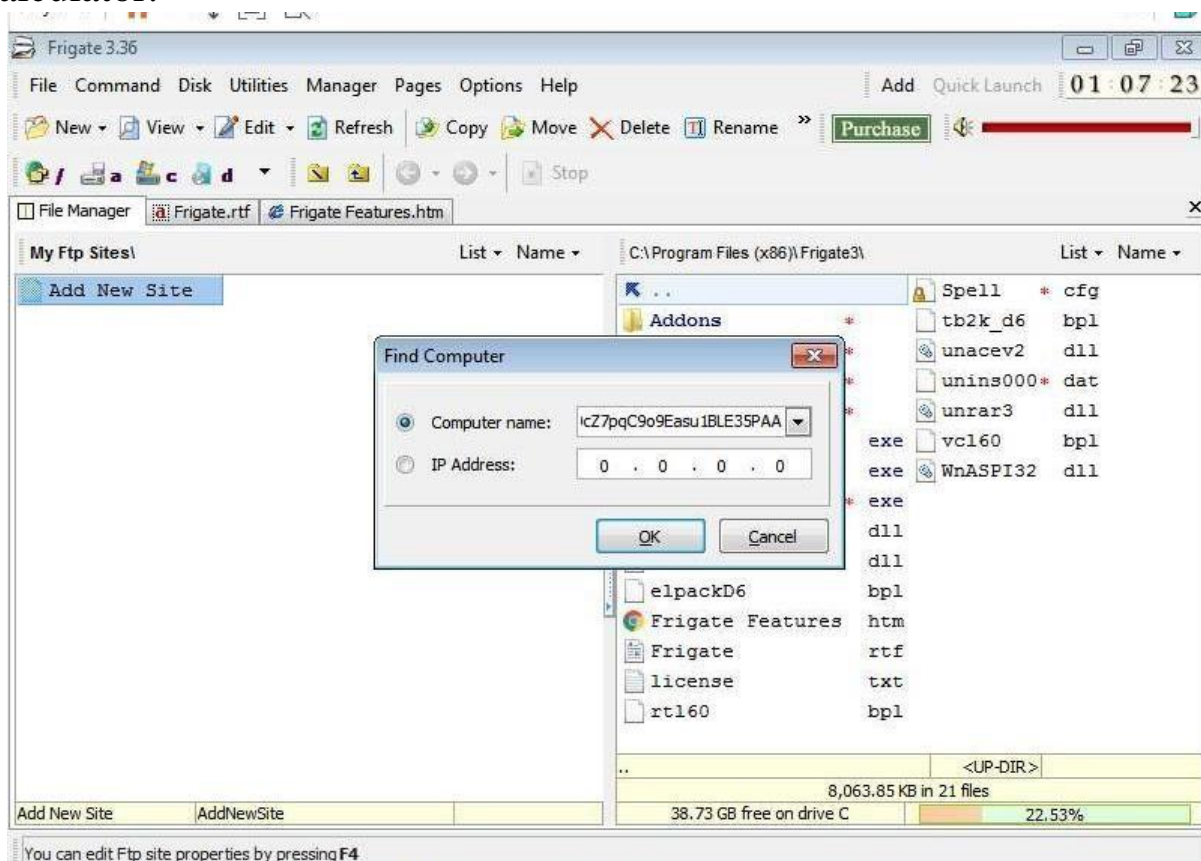 Frigate 3.36
File Command Disk Utilities Manager Pages Options Help Add Quick Launch 01:07:23
New View Edit Refresh Copy Move Delete Rename » Purchase
/ a c d Stop
File Manager Frigate.rtf Frigate Features.htm
My Ftp Sites\ List Name C:\Program Files (x86)\Frigate3\ List Name
Add New Site .. Spell * cfg
Addons * tb2k_d6 bpl
Find Computer * unacev2 dll
* unins000* dat
Computer name: cZ7pqC9o9Easu1BLE35PAA * unrar3 dll
exe vcl60 bpl
IP Address: 0 . 0 . 0 . 0 exe WnASPI32 dll
* exe
OK Cancel dll
dll
elpackD6 bpl
Frigate Features htm
Frigate rtf
license txt
rtl60 bpl
.. <UP-DIR>
8,063.85 KB in 21 files
Add New Site AddNewSite 38.73 GB free on drive C 22.53%
You can edit Ftp site properties by pressing F4